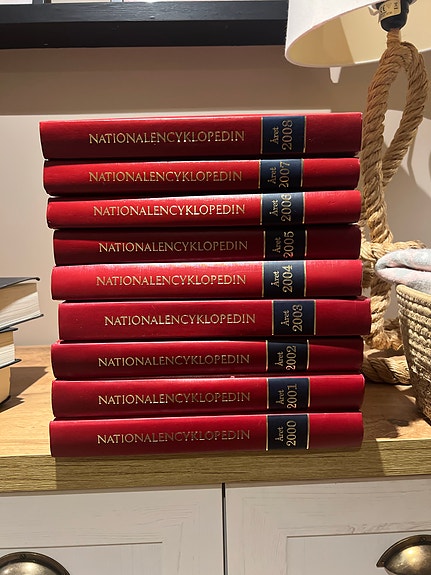 NATIONALENCYKLOPEDIN Året 2008
NATIONALENCYKLOPEDIN Året 2007
NATIONALENCYKLOPEDIN Året 2006
NATIONALENCYKLOPEDIN Året 2005
NATIONALENCYKLOPEDIN Året 2004
NATIONALENCYKLOPEDIN Året 2003
NATIONALENCYKLOPEDIN Året 2002
NATIONALENCYKLOPEDIN Året 2001
NATIONALENCYKLOPEDIN Året 2000